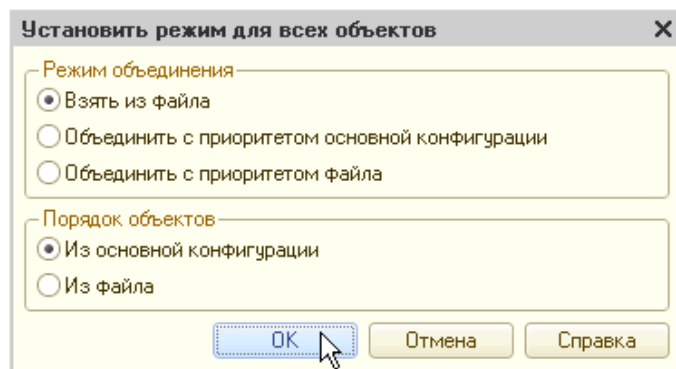 Установить режим для всех объектов
Режим объединения
Взять из файла
Объединить с приоритетом основной конфигурации
Объединить с приоритетом файла
Порядок объектов
Из основной конфигурации
Из файла
ОК Отмена Справка